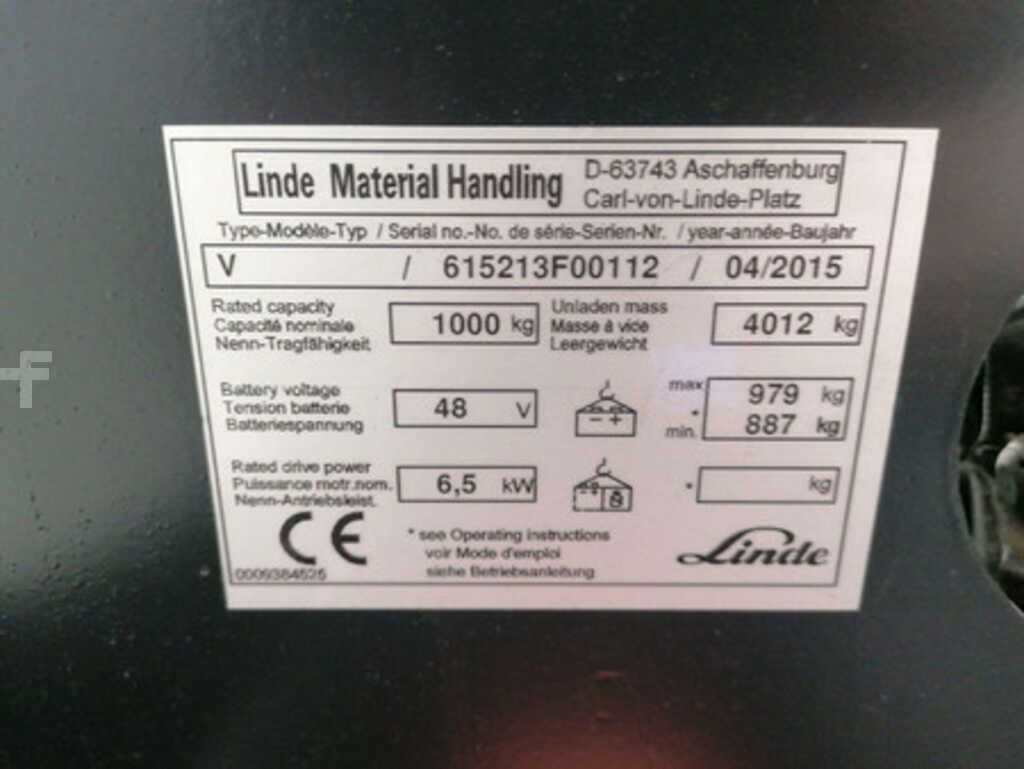 Linde Material Handling
D-63743 Aschaffenburg
Carl-von-Linde-Platz
Type-Modèle-Typ / Serial no.-No. de série-Serien-Nr. / year-année-Baujahr
V / 615213F00112 / 04/2015
Rated capacity
Capacité nominale
Nenn-Tragfähigkeit
1000 kg
Unladen mass
Masse à vide
Leergewicht
4012 kg
Battery voltage
Tension batterie
Batteriespannung
48 V
- +
max
*
min.
979 kg
887 kg
Rated drive power
Puissance motr.nom.
Nenn-Antriebsleist.
6,5 kW
- +
* kg
CE
0009384525
* see Operating instructions
voir Mode d'emploi
siehe Betriebsanleitung
Linde
f